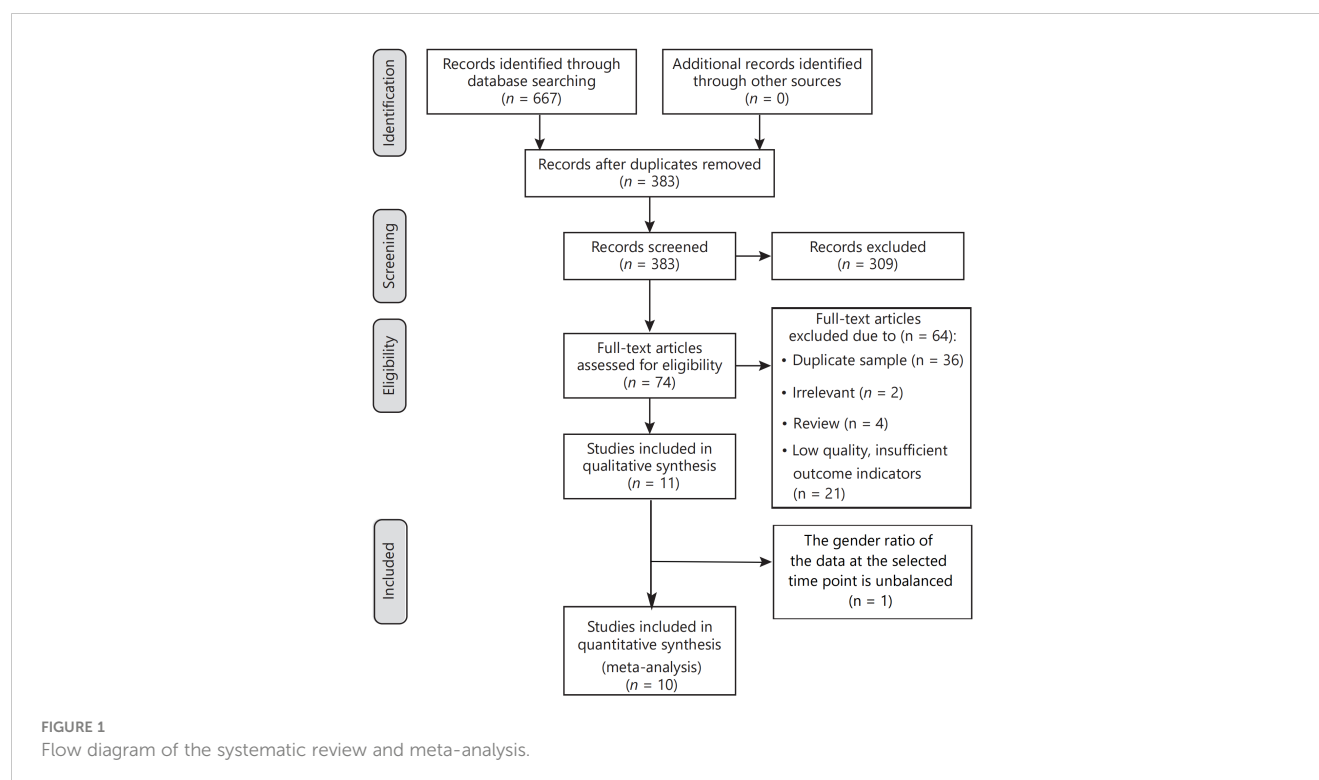 Identification
Records identified through
database searching
(n = 667)
Additional records identified
through other sources
(n = 0)
Records after duplicates removed
(n = 383)
Screening
Records screened
(n = 383)
Records excluded
(n = 309)
Eligibility
Full-text articles
assessed for eligibility
(n = 74)
Full-text articles
excluded due to (n = 64):
• Duplicate sample (n = 36)
• Irrelevant (n = 2)
• Review (n = 4)
• Low quality, insufficient
outcome indicators
(n = 21)
Studies included in
qualitative synthesis
(n = 11)
Included
The gender ratio of
the data at the selected
time point is unbalanced
(n = 1)
Studies included in
quantitative synthesis
(meta-analysis)
(n = 10)
FIGURE 1
Flow diagram of the systematic review and meta-analysis.